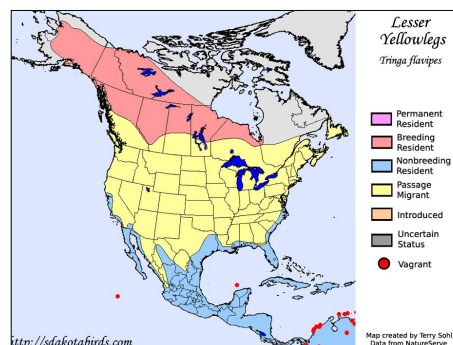 Lesser
Yellowlegs
Tringa flavipes
Permanent
Resident
Breeding
Resident
Nonbreeding
Resident
Passage
Migrant
Introduced
Uncertain
Status
Vagrant
http://sdakotabirds.com
Map created by Terry Sohl
Data from NatureServe